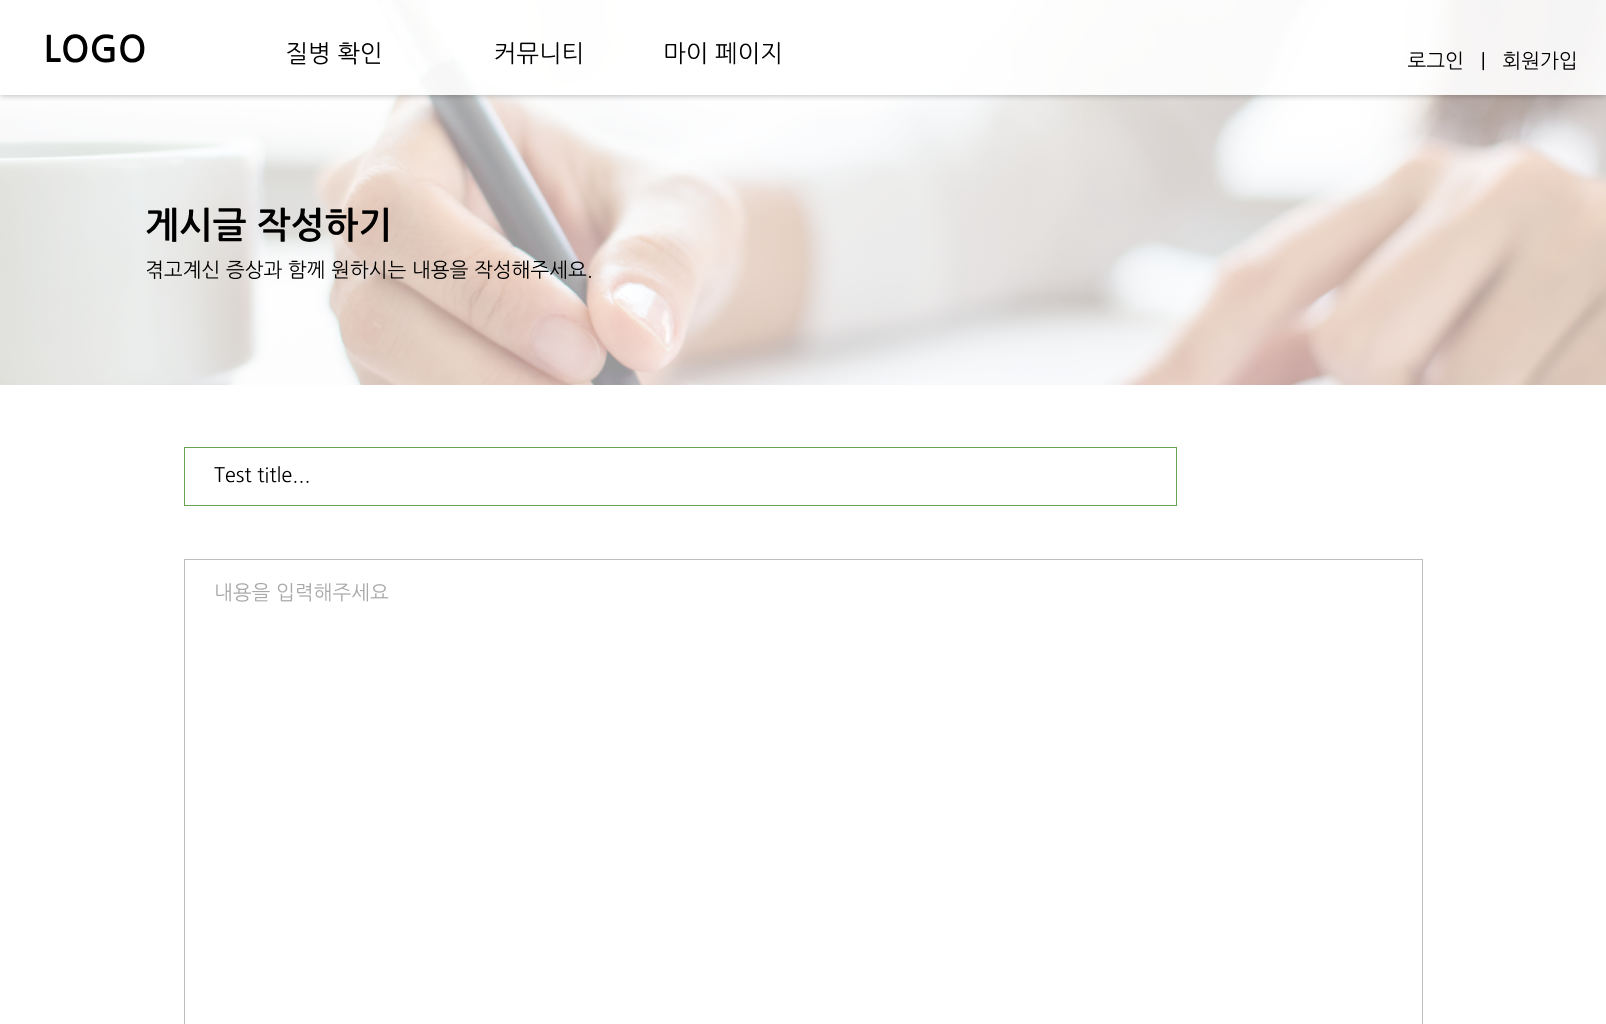 LOGO
질병 확인
커뮤니티
마이 페이지
로그인 | 회원가입
게시글 작성하기
겪고계신 증상과 함께 원하시는 내용을 작성해주세요.
Test title...
내용을 입력해주세요